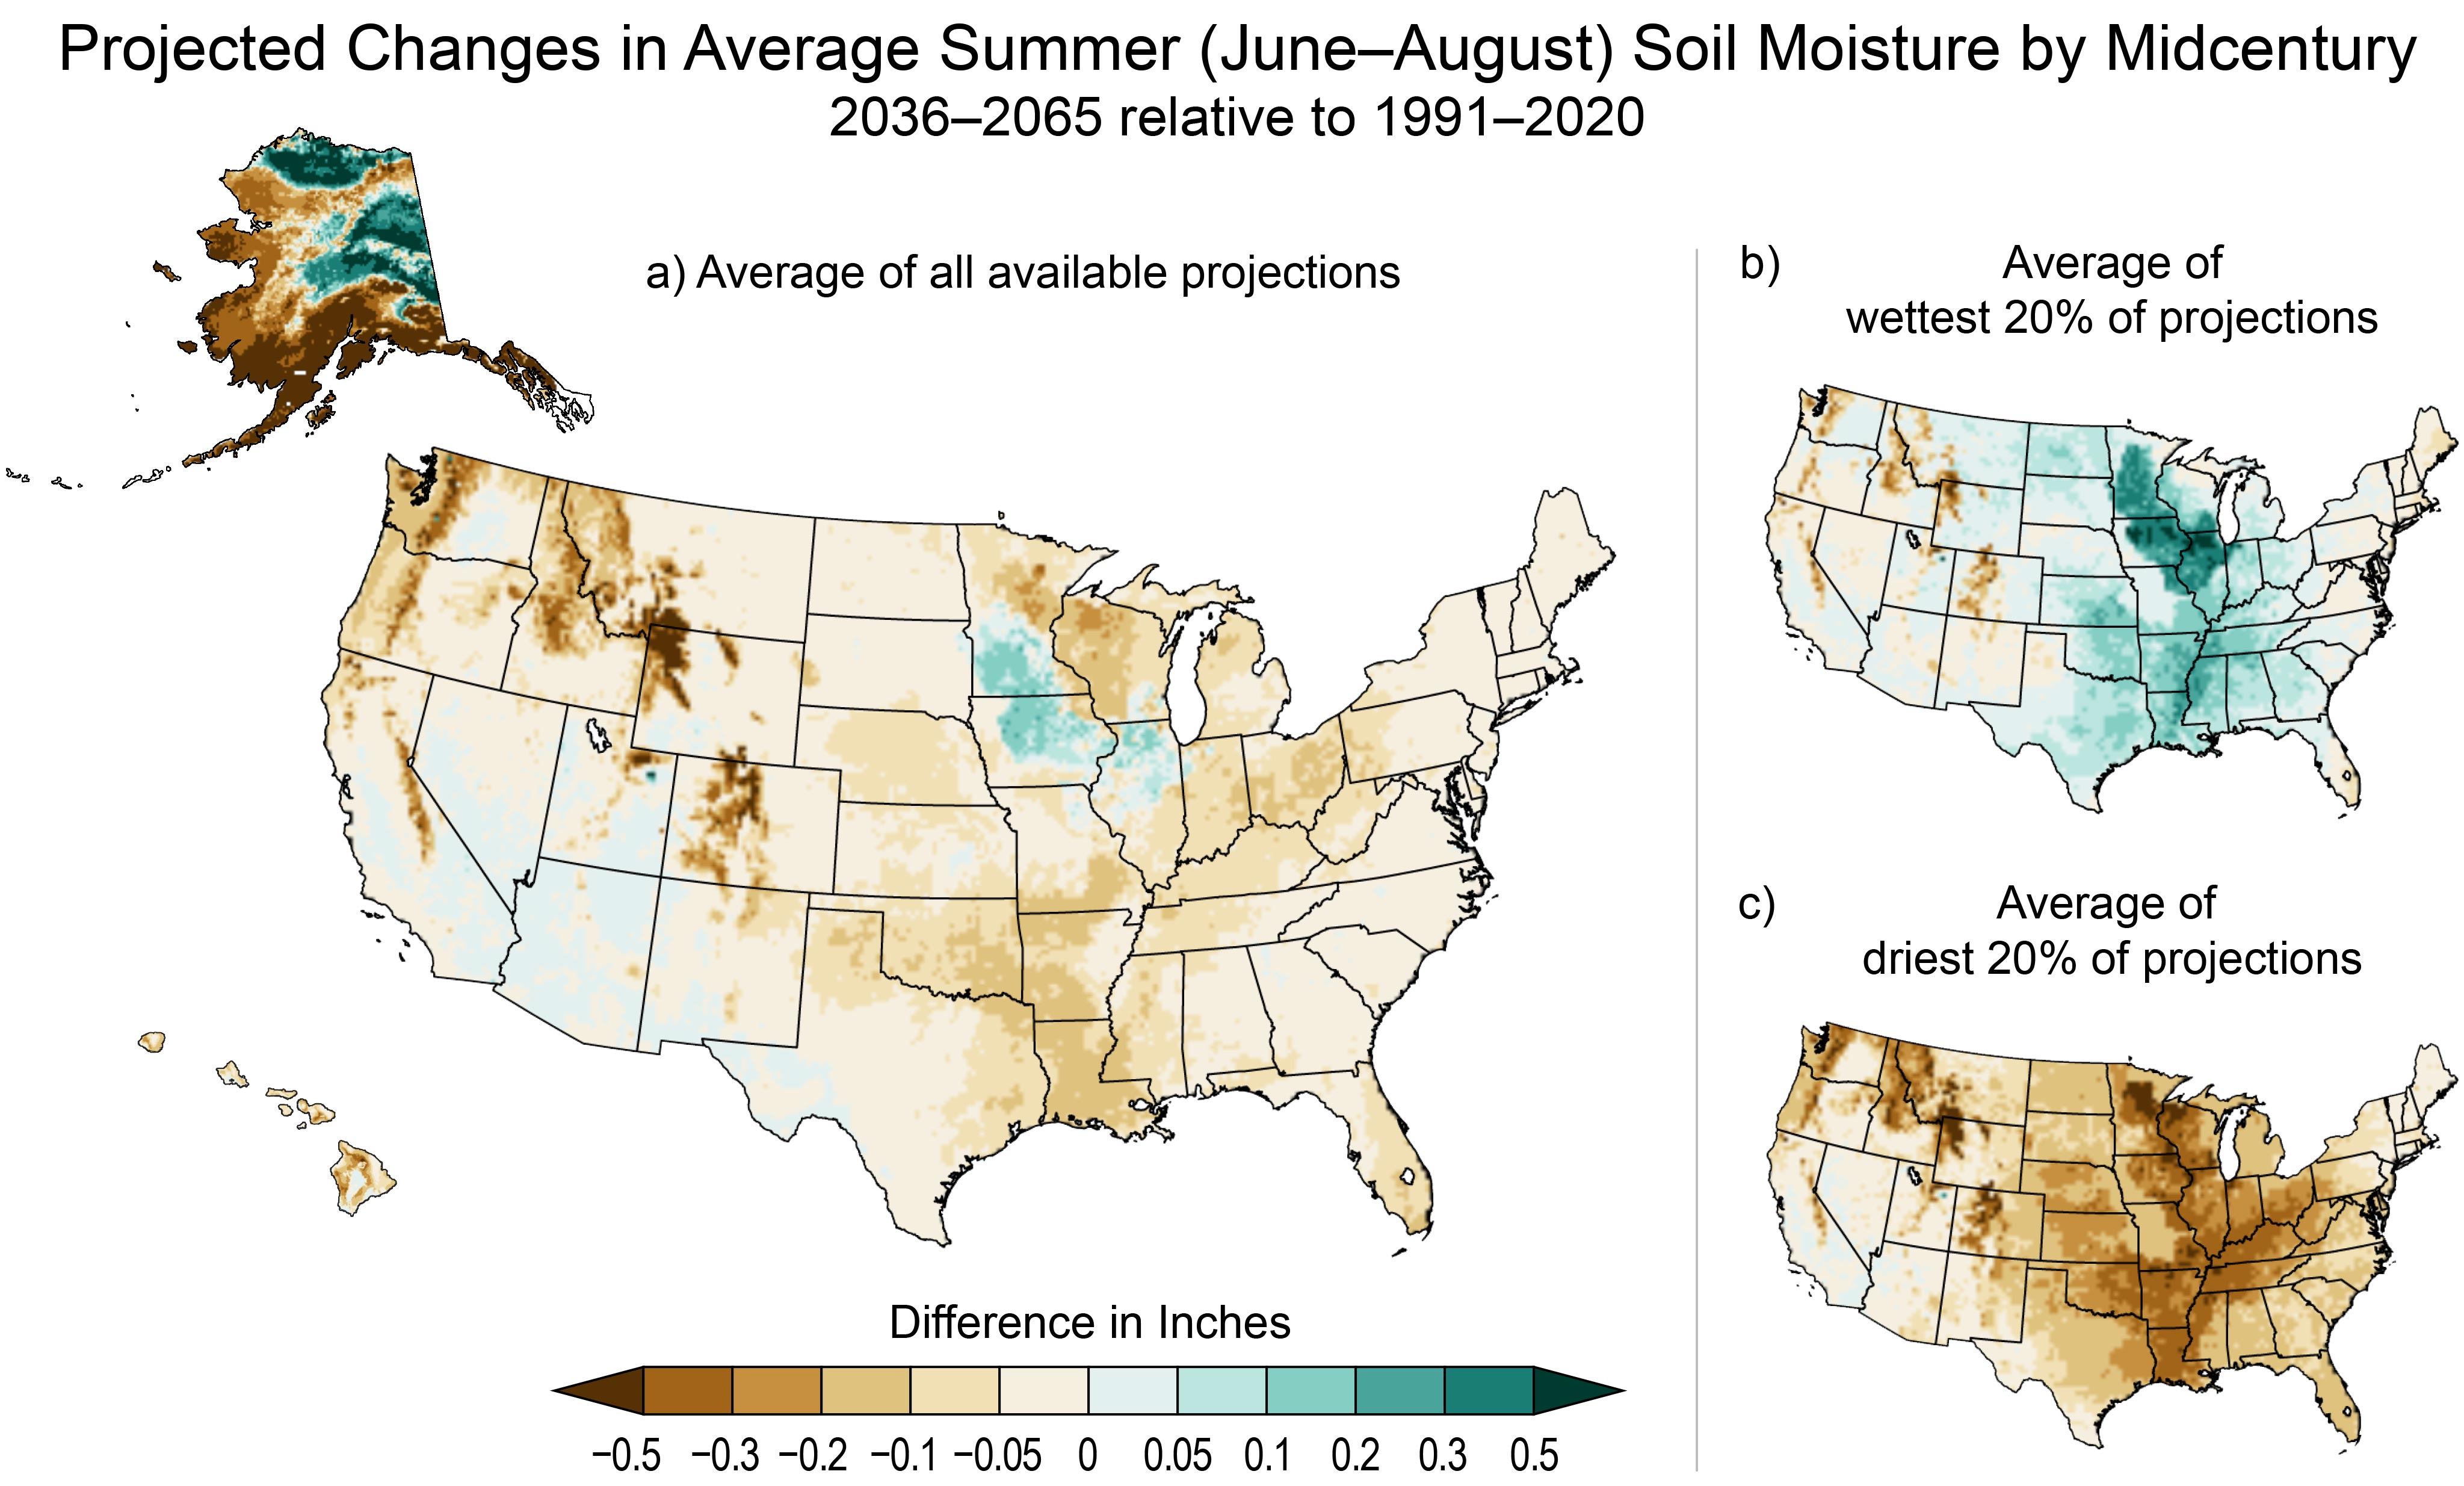 Projected Changes in Average Summer (June–August) Soil Moisture by Midcentury
2036–2065 relative to 1991–2020
a) Average of all available projections
b) Average of
wettest 20% of projections
c) Average of
driest 20% of projections
Difference in Inches
−0.5 −0.3 −0.2 −0.1 −0.05 0 0.05 0.1 0.2 0.3 0.5